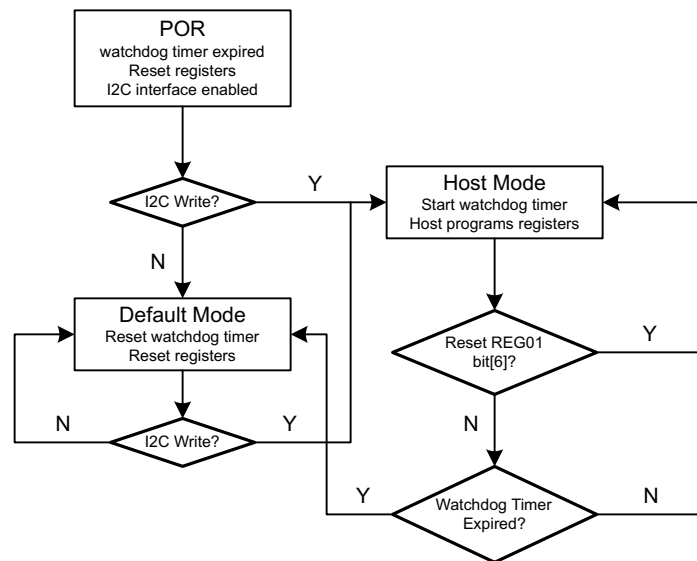 POR
watchdog timer expired
Reset registers
I2C interface enabled
I2C Write?
Y
N
Host Mode
Start watchdog timer
Host programs registers
Default Mode
Reset watchdog timer
Reset registers
Reset REG01
bit[6]?
Y
N
I2C Write?
N
Y
Watchdog Timer
Expired?
Y
N